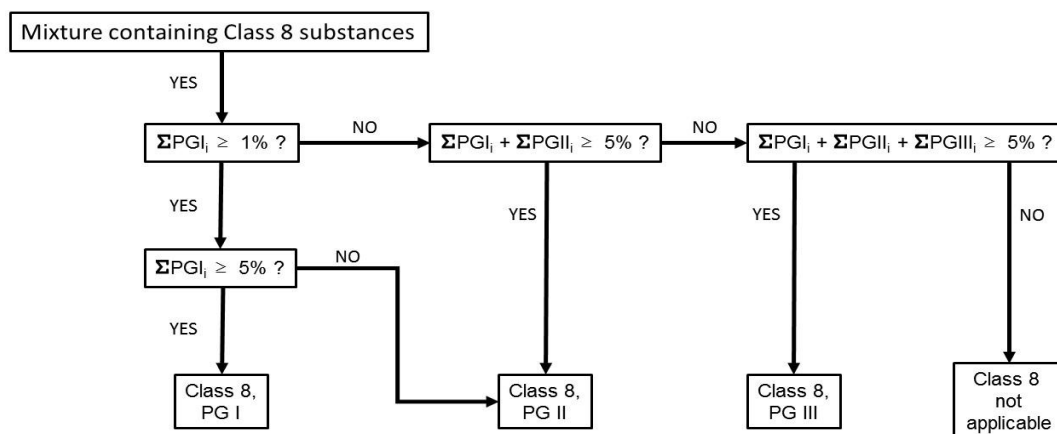 Mixture containing Class 8 substances
YES
ΣPGIᵢ ≥ 1% ?
NO
ΣPGIᵢ + ΣPGIIᵢ ≥ 5% ?
NO
ΣPGIᵢ + ΣPGIIᵢ + ΣPGIIIᵢ ≥ 5% ?
YES
YES
YES
NO
ΣPGIᵢ ≥ 5% ?
NO
YES
Class 8,
PG I
Class 8,
PG II
Class 8,
PG III
Class 8
not
applicable